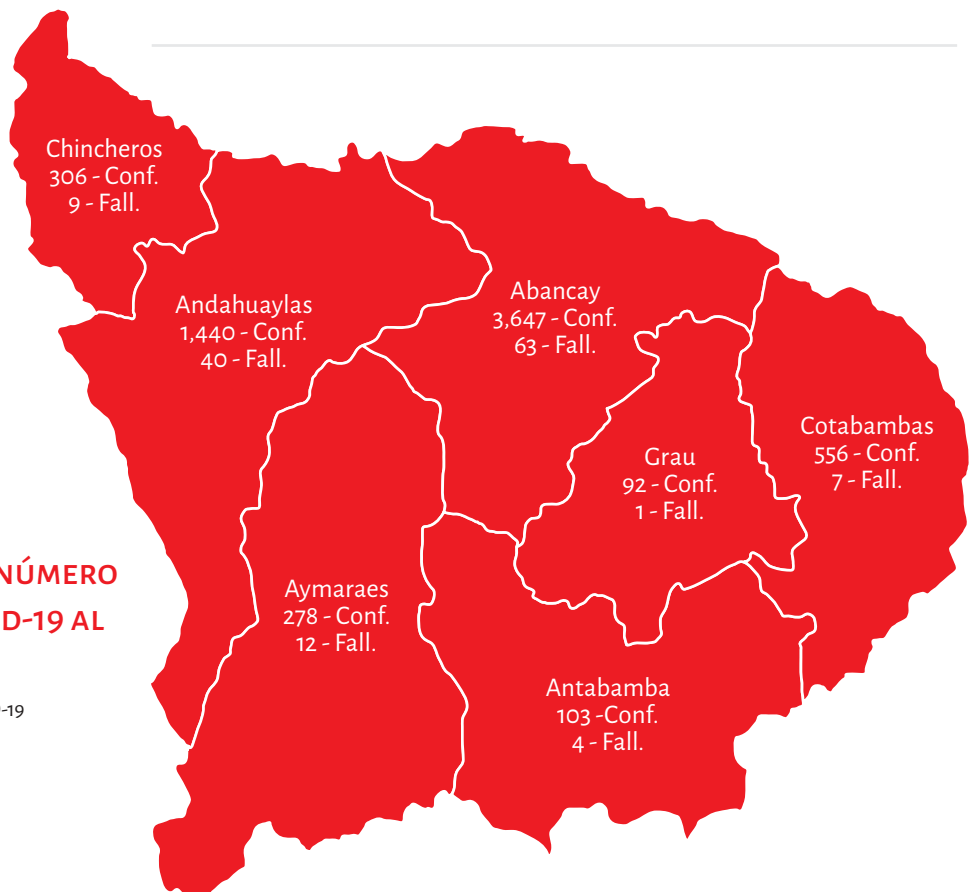 Chincheros
306 - Conf.
9 - Fall.
Andahuaylas
1,440 - Conf.
40 - Fall.
Abancay
3,647 - Conf.
63 - Fall.
Cotabambas
556 - Conf.
7 - Fall.
Grau
92 - Conf.
1 - Fall.
Aymaraes
278 - Conf.
12 - Fall.
Antabamba
103 -Conf.
4 - Fall.
NÚMERO
D-19 AL
-19